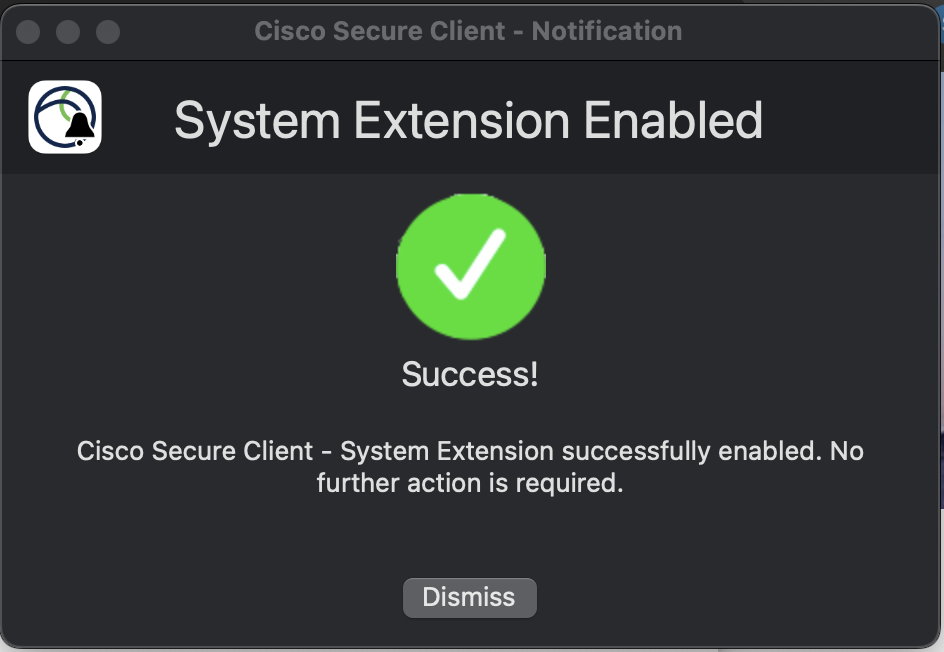 Cisco Secure Client - Notification
System Extension Enabled
Success!
Cisco Secure Client - System Extension successfully enabled. No
further action is required.
Dismiss